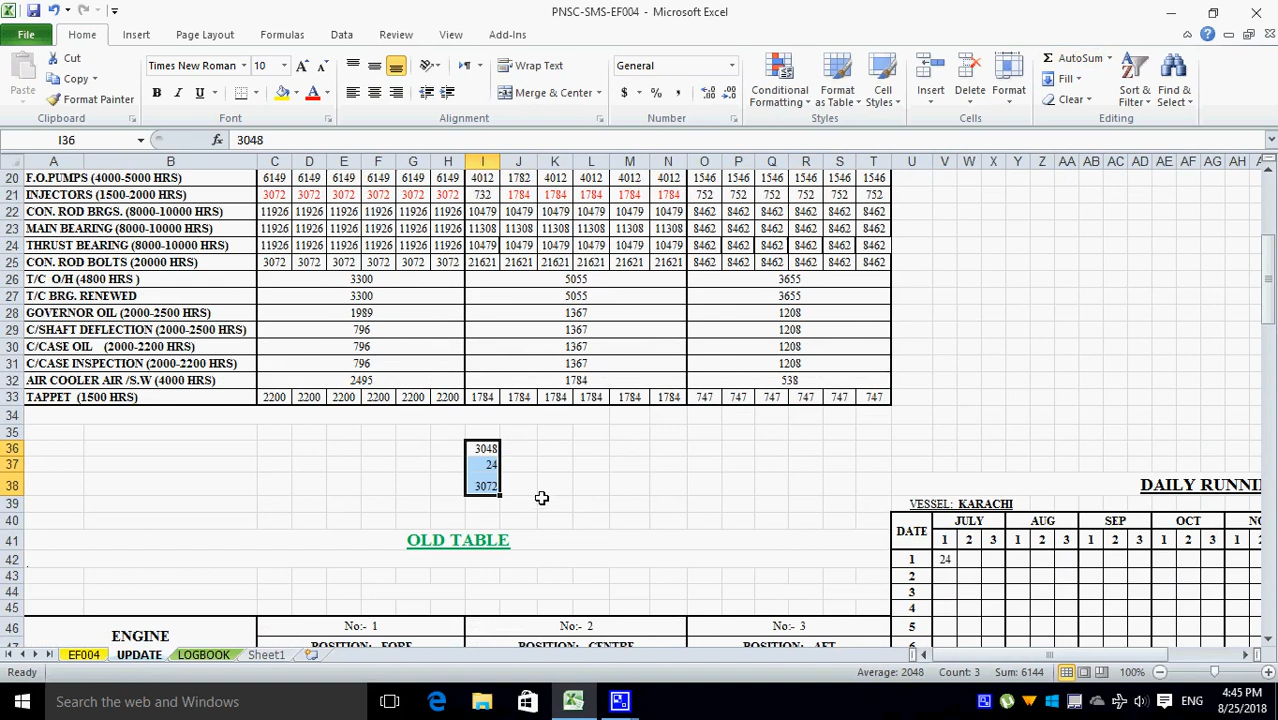 PNSC-SMS-EF004 - Microsoft Excel
File Home Insert Page Layout Formulas Data Review View Add-Ins
Paste Cut Copy Format Painter Clipboard
Times New Roman 10 A A B I U A Font
Wrap Text Merge & Center Alignment
General $ % , Number
Conditional Formatting Format as Table Cell Styles Styles
Insert Delete Format Cells
Σ AutoSum Fill Clear Sort & Filter Find & Select Editing
I36 fx 3048
A B C D E F G H I J K L M N O P Q R S T U V W X Y Z AA AB AC AD AE AF AG AH
20 F.O.PUMPS (4000-5000 HRS) 6149 6149 6149 6149 6149 6149 4012 1782 4012 4012 4012 4012 1546 1546 1546 1546 1546 1546
21 INJECTORS (1500-2000 HRS) 3072 3072 3072 3072 3072 3072 732 1784 1784 1784 1784 1784 752 752 752 752 752 752
22 CON. ROD BRGS. (8000-10000 HRS) 11926 11926 11926 11926 11926 11926 10479 10479 10479 10479 10479 10479 8462 8462 8462 8462 8462 8462
23 MAIN BEARING (8000-10000 HRS) 11926 11926 11926 11926 11926 11926 11308 11308 11308 11308 11308 11308 8462 8462 8462 8462 8462 8462
24 THRUST BEARING (8000-10000 HRS) 11926 11926 11926 11926 11926 11926 10479 10479 10479 10479 10479 10479 8462 8462 8462 8462 8462 8462
25 CON. ROD BOLTS (20000 HRS) 3072 3072 3072 3072 3072 3072 21621 21621 21621 21621 21621 21621 8462 8462 8462 8462 8462 8462
26 T/C O/H (4800 HRS ) 3300 5055 3655
27 T/C BRG. RENEWED 3300 5055 3655
28 GOVERNOR OIL (2000-2500 HRS) 1989 1367 1208
29 C/SHAFT DEFLECTION (2000-2500 HRS) 796 1367 1208
30 C/CASE OIL (2000-2200 HRS) 796 1367 1208
31 C/CASE INSPECTION (2000-2200 HRS) 796 1367 1208
32 AIR COOLER AIR /S.W (4000 HRS) 2495 1784 538
33 TAPPET (1500 HRS) 2200 2200 2200 2200 2200 2200 1784 1784 1784 1784 1784 1784 747 747 747 747 747 747
34
35
36 3048
37 24
38 3072 DAILY RUNNI
39 VESSEL: KARACHI
40 DATE JULY AUG SEP OCT
41 OLD TABLE 1 2 3 1 2 3 1 2 3 1 2 3 1
42 . 1 24
43 2
44 3
45 4
46 ENGINE No:- 1 No:- 2 No:- 3 5
47 POSITION: FORE POSITION: CENTRE POSITION: AFT 6
EF004 UPDATE LOGBOOK Sheet1
Ready Average: 2048 Count: 3 Sum: 6144 100%
Search the web and Windows ENG 4:45 PM
8/25/2018